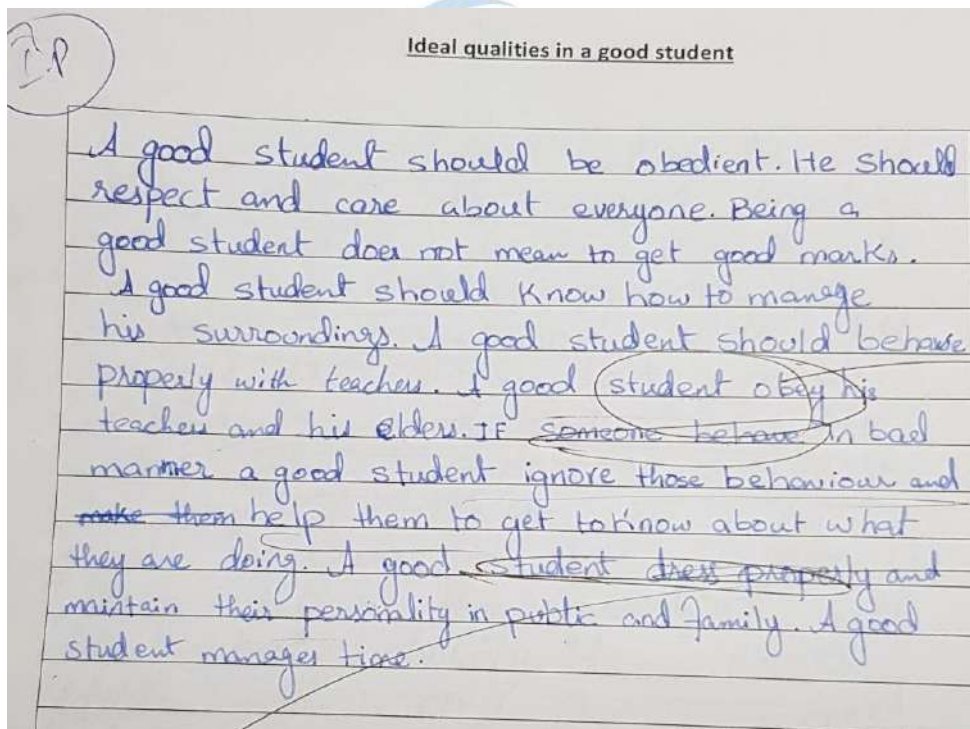 Ideal qualities in a good student
A good student should be obedient. He should
respect and care about everyone. Being a
good student does not mean to get good marks.
A good student should know how to manage
his surroundings. A good student should behave
properly with teachers. A good student obey his
teachers and his elders. IF someone behave in bad
manner a good student ignore those behaviour and
make them help them to get to know about what
they are doing. A good student dress properly and
maintain their personality in public and family. A good
student manages time.